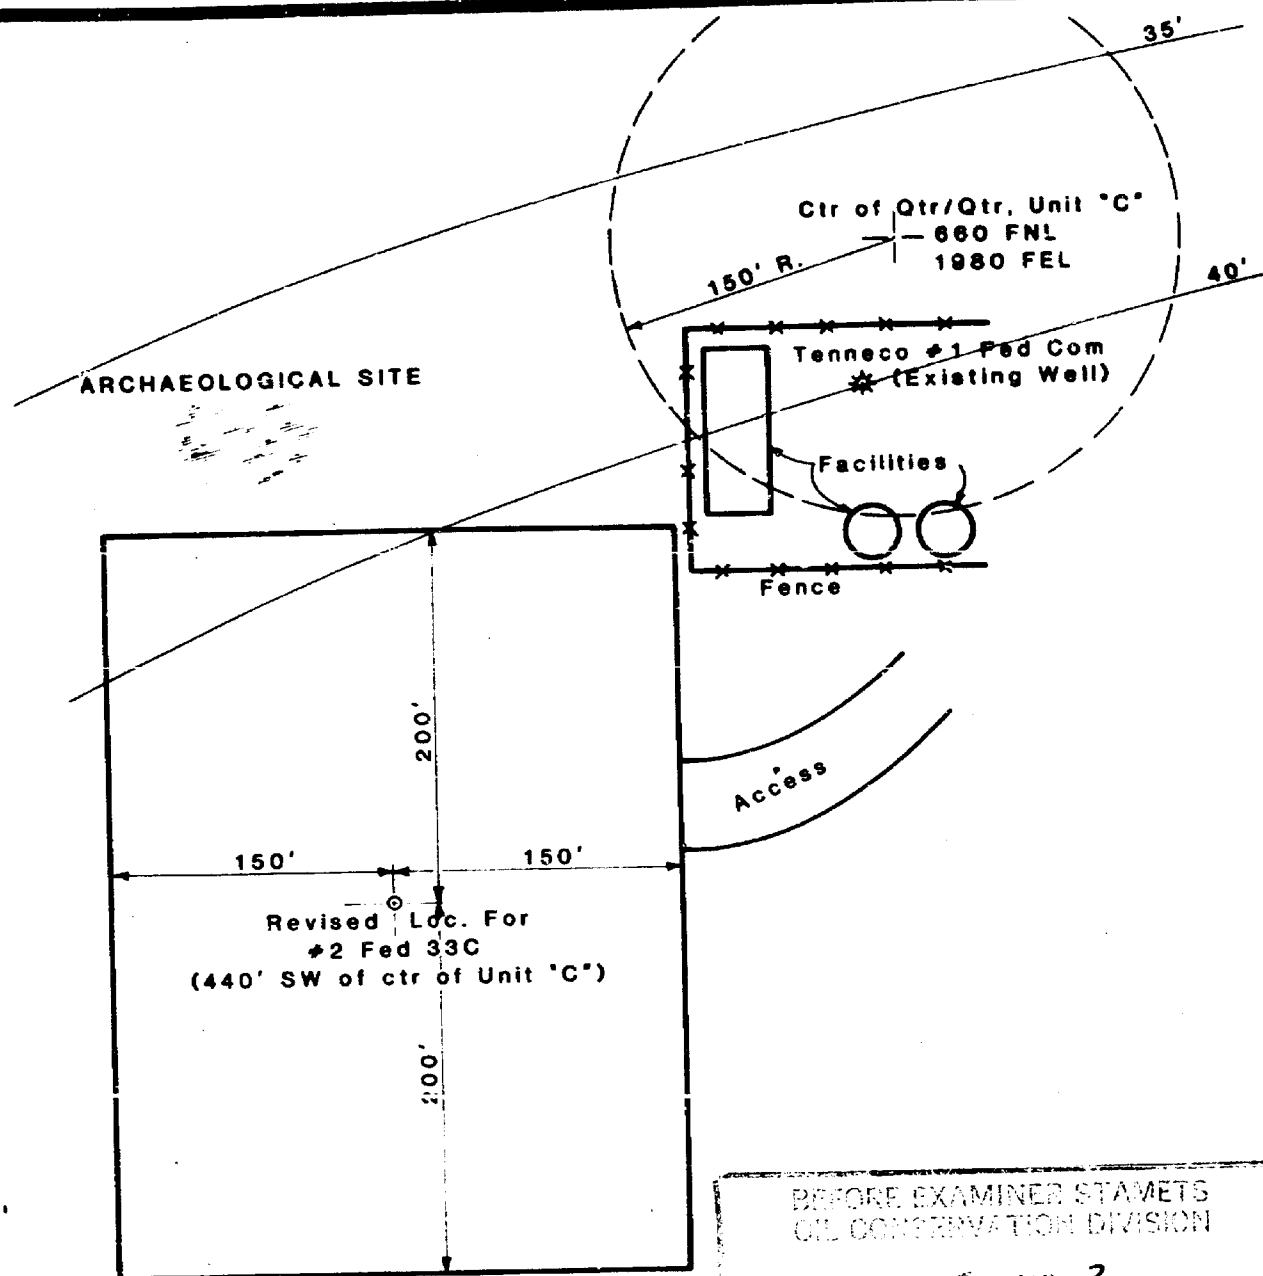 35'
Ctr of Qtr/Qtr, Unit "C"
660 FNL
1980 FEL
150' R.
40'
Tenneco #1 Fed Com
(Existing Well)
ARCHAEOLOGICAL SITE
Facilities
Fence
200'
Access
150'
150'
Revised Loc. For
#2 Fed 33C
(440' SW of ctr of Unit "C")
200'
BEFORE EXAMINER STAMETS
OIL CONSERVATION DIVISION
2